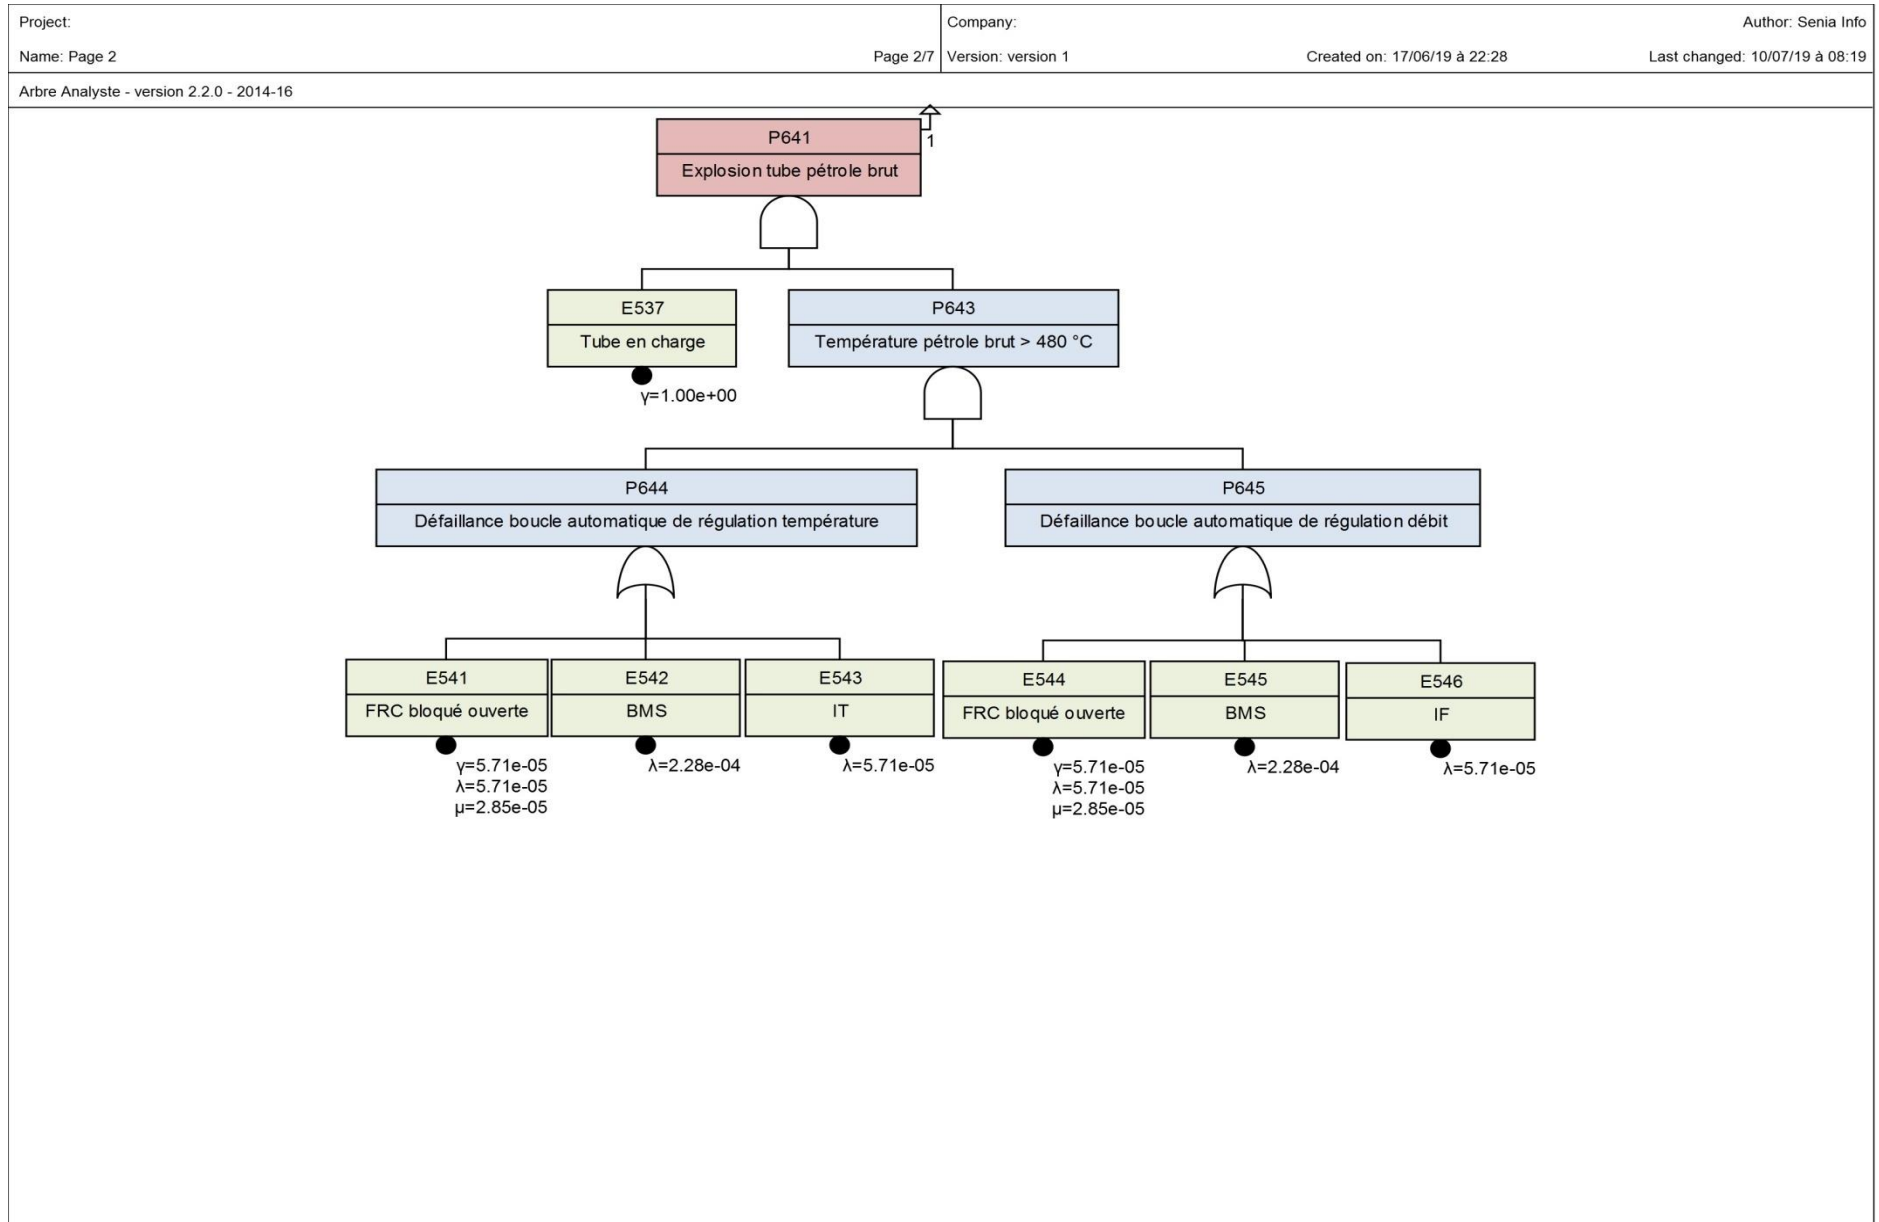 Project:
Company:
Author: Senia Info
Name: Page 2
Page 2/7
Version: version 1
Created on: 17/06/19 à 22:28
Last changed: 10/07/19 à 08:19
Arbre Analyste - version 2.2.0 - 2014-16
1
P641
Explosion tube pétrole brut
E537
Tube en charge
γ=1.00e+00
P643
Température pétrole brut > 480 °C
P644
Défaillance boucle automatique de régulation température
P645
Défaillance boucle automatique de régulation débit
E541
FRC bloqué ouverte
γ=5.71e-05
λ=5.71e-05
μ=2.85e-05
E542
BMS
λ=2.28e-04
E543
IT
λ=5.71e-05
E544
FRC bloqué ouverte
γ=5.71e-05
λ=5.71e-05
μ=2.85e-05
E545
BMS
λ=2.28e-04
E546
IF
λ=5.71e-05